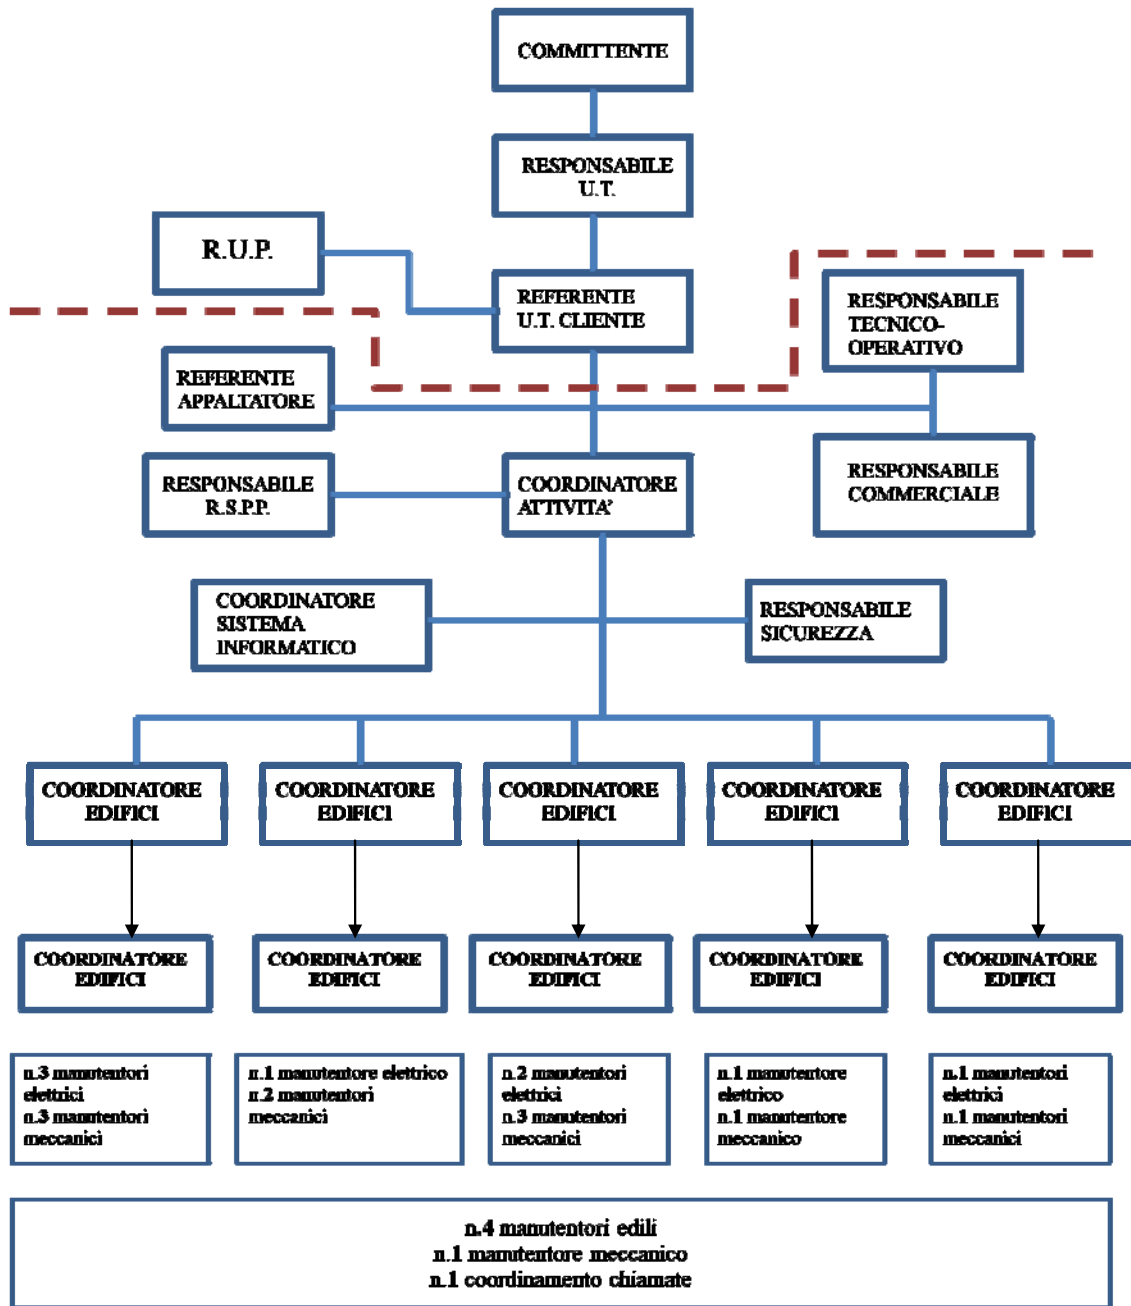 COMMITTENTE
RESPONSABILE
U.T.
R.U.P.
REFERENTE
U.T. CLIENTE
RESPONSABILE
TECNICO-
OPERATIVO
REFERENTE
APPALTATORE
RESPONSABILE
R.S.P.P.
COORDINATORE
ATTIVITA'
RESPONSABILE
COMMERCIALE
COORDINATORE
SISTEMA
INFORMATICO
RESPONSABILE
SICUREZZA
COORDINATORE
EDIFICI
COORDINATORE
EDIFICI
COORDINATORE
EDIFICI
COORDINATORE
EDIFICI
COORDINATORE
EDIFICI
COORDINATORE
EDIFICI
COORDINATORE
EDIFICI
COORDINATORE
EDIFICI
COORDINATORE
EDIFICI
COORDINATORE
EDIFICI
n.3 manutentori
elettrici
n.3 manutentori
meccanici
n.1 manutentore elettrico
n.2 manutentori
meccanici
n.2 manutentori
elettrici
n.3 manutentori
meccanici
n.1 manutentore
elettrico
n.1 manutentore
meccanico
n.1 manutentori
elettrici
n.1 manutentori
meccanici
n.4 manutentori edili
n.1 manutentore meccanico
n.1 coordinamento chiamate